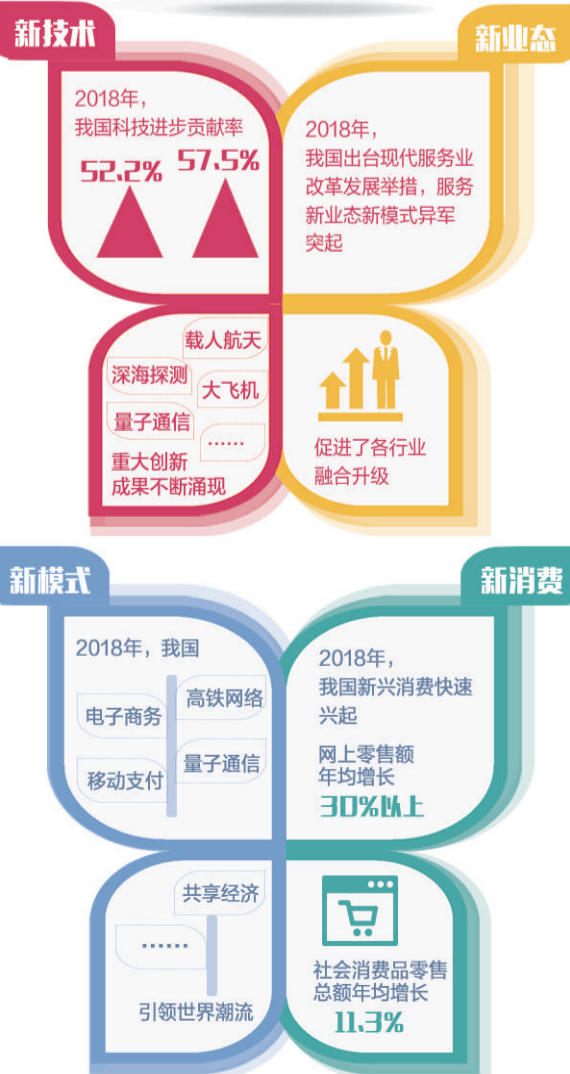 新技术
2018年，
我国科技进步贡献率
52.2%
57.5%
载人航天
深海探测
大飞机
量子通信
……
重大创新
成果不断涌现
新业态
2018年，
我国出台现代服务业
改革发展举措，服务
新业态新模式异军
突起
促进了各行业
融合升级
新模式
2018年，我国
高铁网络
电子商务
量子通信
移动支付
共享经济
……
引领世界潮流
新消费
2018年，
我国新兴消费快速
兴起
网上零售额
年均增长
30%以上
社会消费品零售
总额年均增长
11.3%